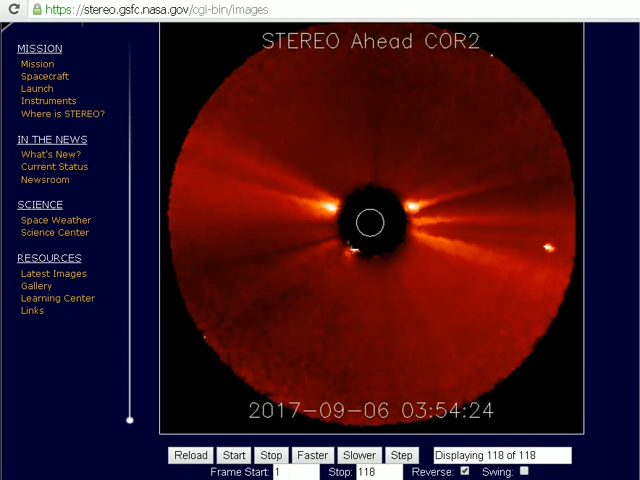 https://stereo.gsfc.nasa.gov/cgi-bin/images
MISSION
Mission
Spacecraft
Launch
Instruments
Where is STEREO?
IN THE NEWS
What's New?
Current Status
Newsroom
SCIENCE
Space Weather
Science Center
RESOURCES
Latest Images
Gallery
Learning Center
Links
STEREO Ahead COR2
2017-09-06 03:54:24
Reload Start Stop Faster Slower Step Displaying 118 of 118
Frame Start: 1 Stop: 118 Reverse: Swing: